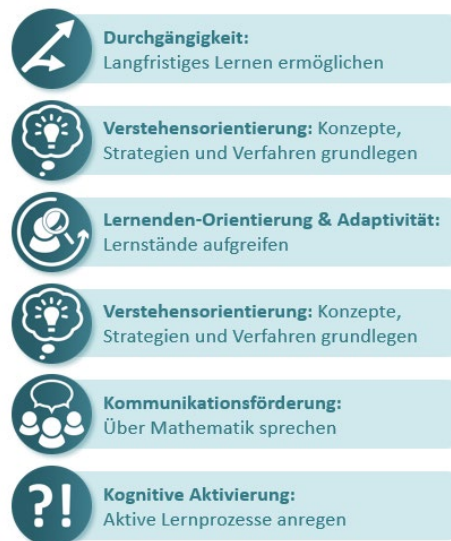 Durchgängigkeit:
Langfristiges Lernen ermöglichen
Verstehensorientierung: Konzepte,
Strategien und Verfahren grundlegen
Lernenden-Orientierung & Adaptivität:
Lernstände aufgreifen
Verstehensorientierung: Konzepte,
Strategien und Verfahren grundlegen
Kommunikationsförderung:
Über Mathematik sprechen
?!
Kognitive Aktivierung:
Aktive Lernprozesse anregen